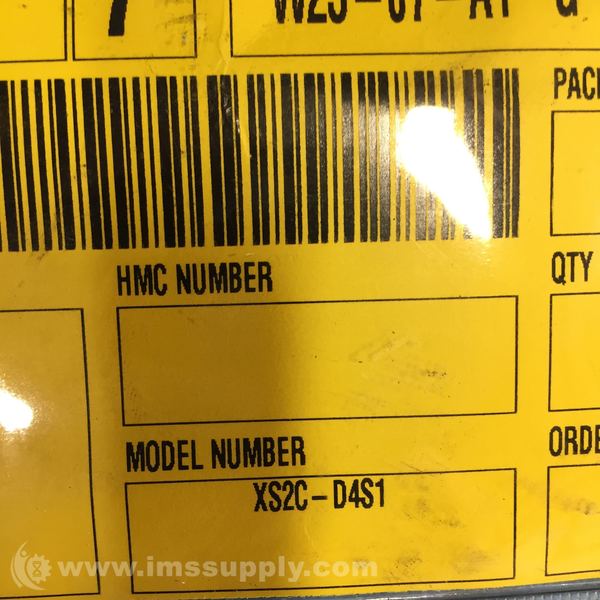 HMC NUMBER
QTY
MODEL NUMBER
XS2C-D4S1
www.imssupply.com